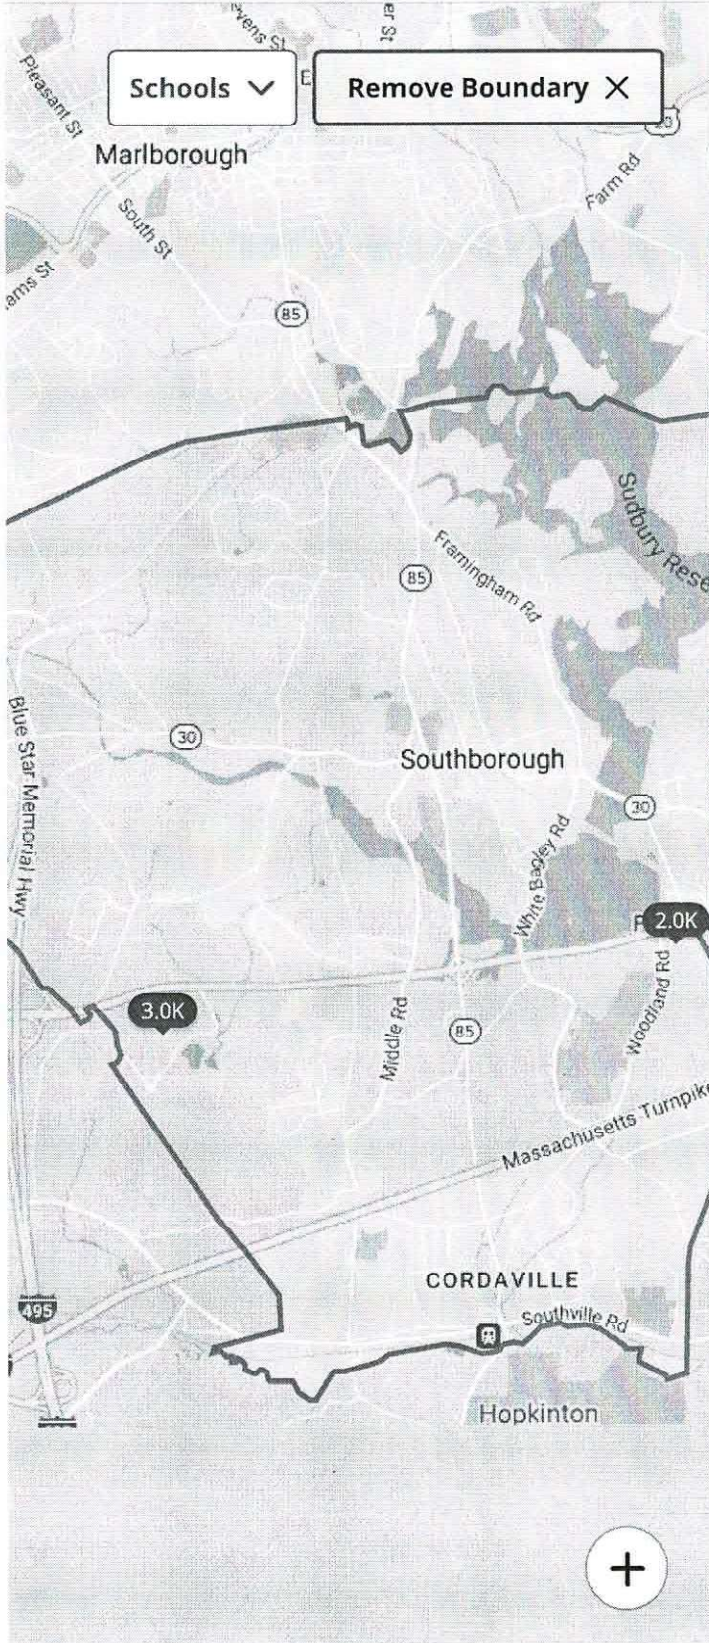 er St
Schools
Remove Boundary
Pleasant St
Marlborough
Farm Rd
South St
85
Sudbury Rese
Framingham Rd
85
Blue Star Memorial Hwy
30
Southborough
30
White Bagley Rd
2.0K
3.0K
Middle Rd
85
Woodland Rd
Massachusetts Turnpike
CORDAVILLE
495
Southville Rd
Hopkinton